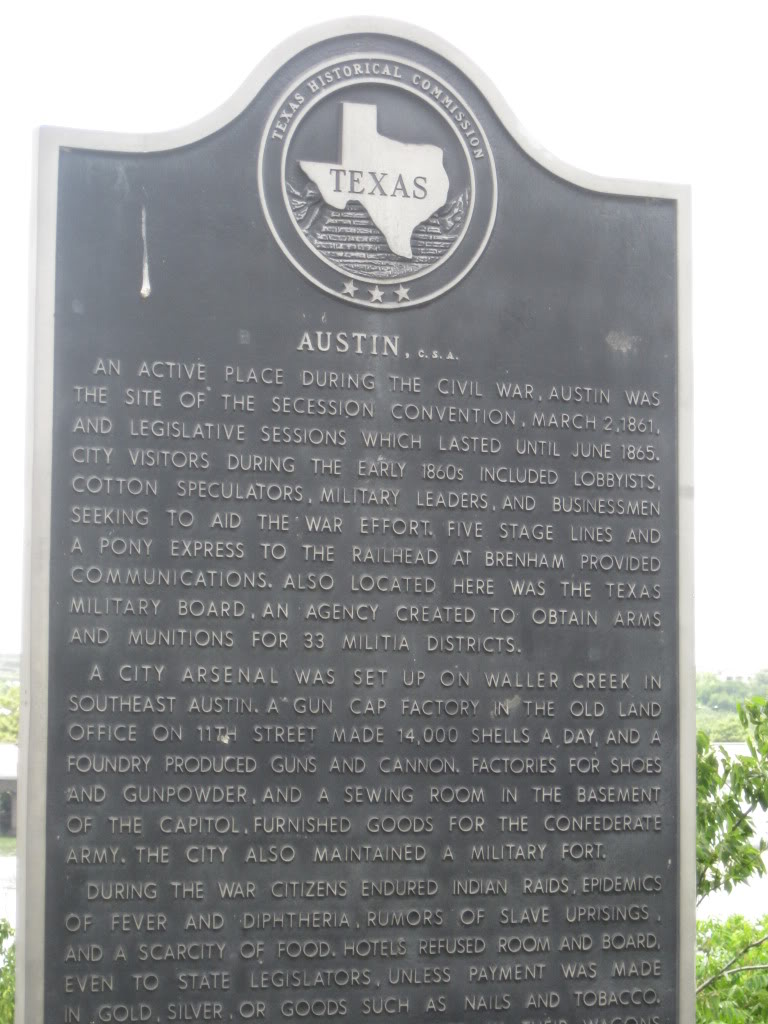 TEXAS HISTORICAL COMMISSION
TEXAS
AUSTIN, C.S.A.
AN ACTIVE PLACE DURING THE CIVIL WAR, AUSTIN WAS
THE SITE OF THE SECESSION CONVENTION, MARCH 2, 1861,
AND LEGISLATIVE SESSIONS WHICH LASTED UNTIL JUNE 1865.
CITY VISITORS DURING THE EARLY 1860s INCLUDED LOBBYISTS,
COTTON SPECULATORS, MILITARY LEADERS, AND BUSINESSMEN
SEEKING TO AID THE WAR EFFORT. FIVE STAGE LINES AND
A PONY EXPRESS TO THE RAILHEAD AT BRENHAM PROVIDED
COMMUNICATIONS. ALSO LOCATED HERE WAS THE TEXAS
MILITARY BOARD, AN AGENCY CREATED TO OBTAIN ARMS
AND MUNITIONS FOR 33 MILITIA DISTRICTS.
A CITY ARSENAL WAS SET UP ON WALLER CREEK IN
SOUTHEAST AUSTIN. A GUN CAP FACTORY IN THE OLD LAND
OFFICE ON 11TH STREET MADE 14,000 SHELLS A DAY, AND A
FOUNDRY PRODUCED GUNS AND CANNON. FACTORIES FOR SHOES
AND GUNPOWDER, AND A SEWING ROOM IN THE BASEMENT
OF THE CAPITOL, FURNISHED GOODS FOR THE CONFEDERATE
ARMY. THE CITY ALSO MAINTAINED A MILITARY FORT.
DURING THE WAR CITIZENS ENDURED INDIAN RAIDS, EPIDEMICS
OF FEVER AND DIPHTHERIA, RUMORS OF SLAVE UPRISINGS,
AND A SCARCITY OF FOOD. HOTELS REFUSED ROOM AND BOARD,
EVEN TO STATE LEGISLATORS, UNLESS PAYMENT WAS MADE
IN GOLD, SILVER, OR GOODS SUCH AS NAILS AND TOBACCO.
THEIR WAGONS